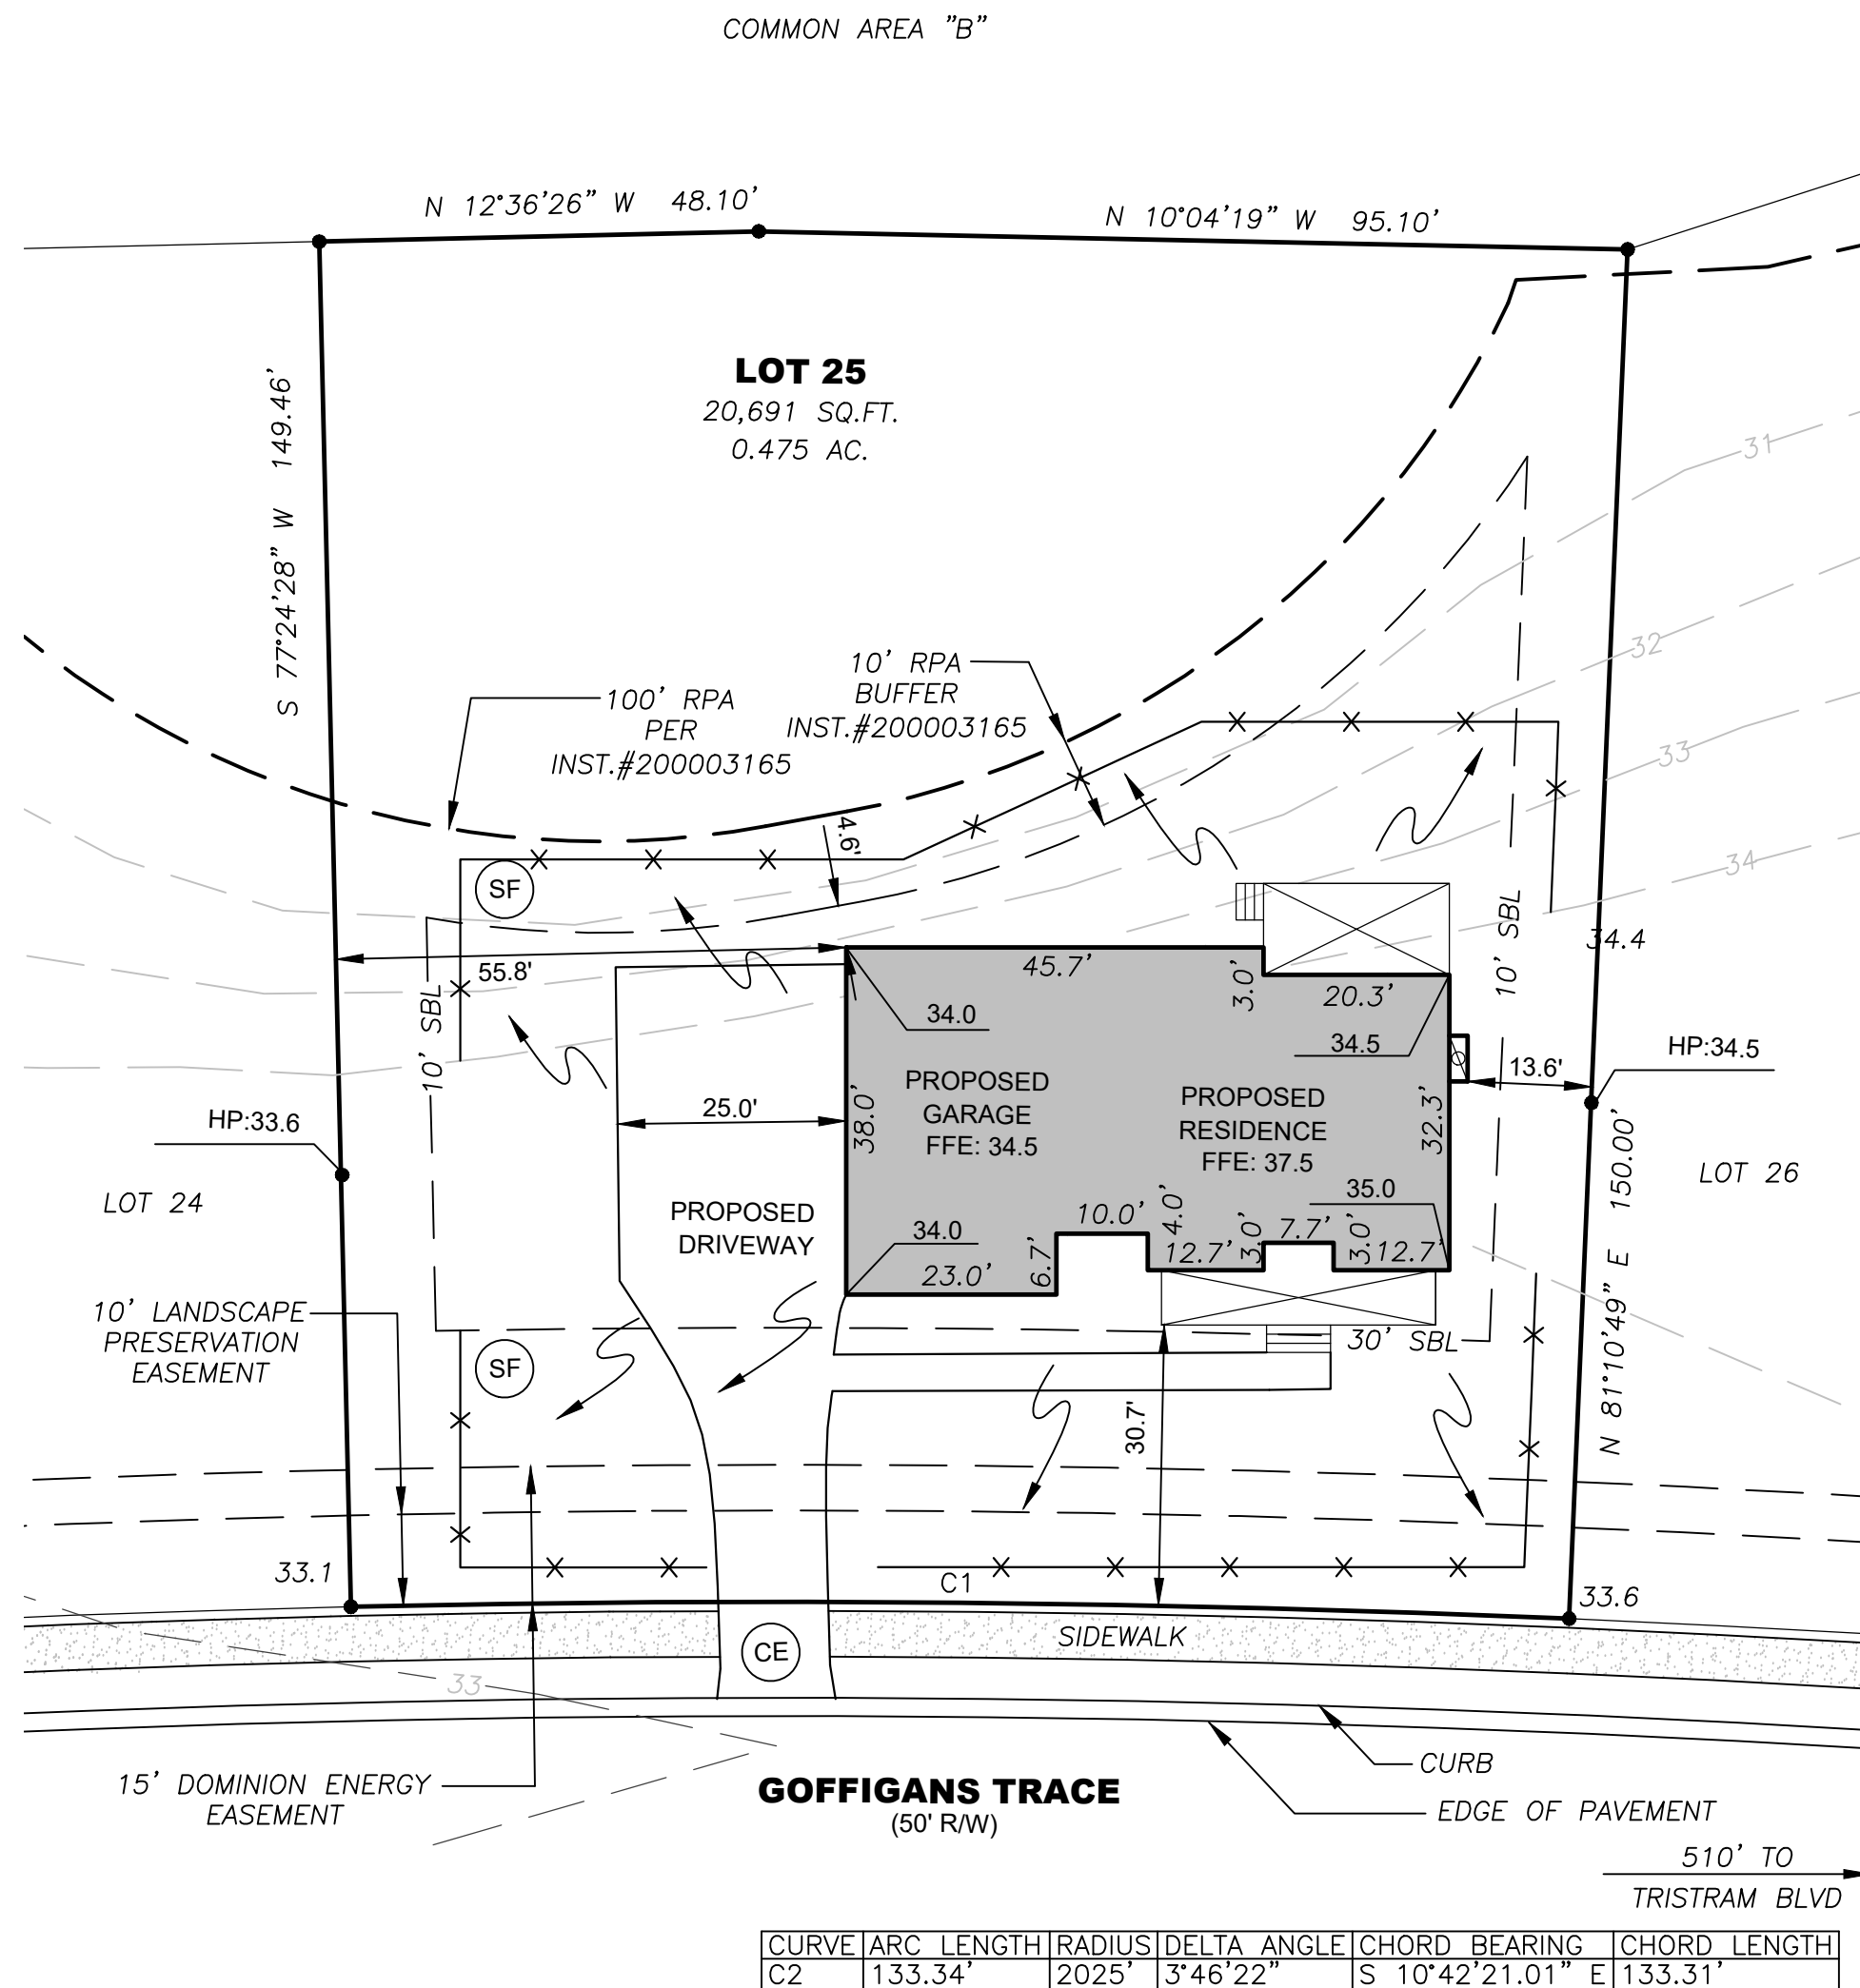 COMMON AREA "B"
N 12°36'26" W 48.10'
N 10°04'19" W 95.10'
S 77°24'28" W 149.46'
LOT 25
20,691 SQ.FT.
0.475 AC.
31
32
33
34
100' RPA
PER
INST.#200003165
10' RPA
BUFFER
INST.#200003165
4.6'
SF
10' SBL
10' SBL
34.4
55.8'
45.7'
3.0'
20.3'
34.0
34.5
HP:34.5
13.6'
HP:33.6
25.0'
38.0'
PROPOSED
GARAGE
FFE: 34.5
PROPOSED
RESIDENCE
FFE: 37.5
32.3'
150.00'
N 81°10'49" E
LOT 24
LOT 26
PROPOSED
DRIVEWAY
34.0
23.0'
6.7'
10.0'
4.0'
12.7'
3.0'
7.7'
3.0'
12.7'
35.0
10' LANDSCAPE
PRESERVATION
EASEMENT
SF
30' SBL
30.7'
33.1
C1
33.6
SIDEWALK
CE
33
15' DOMINION ENERGY
EASEMENT
CURB
EDGE OF PAVEMENT
GOFFIGANS TRACE
(50' R/W)
510' TO
TRISTRAM BLVD
CURVE ARC LENGTH RADIUS DELTA ANGLE CHORD BEARING CHORD LENGTH
C2 133.34' 2025' 3°46'22" S 10°42'21.01" E 133.31'